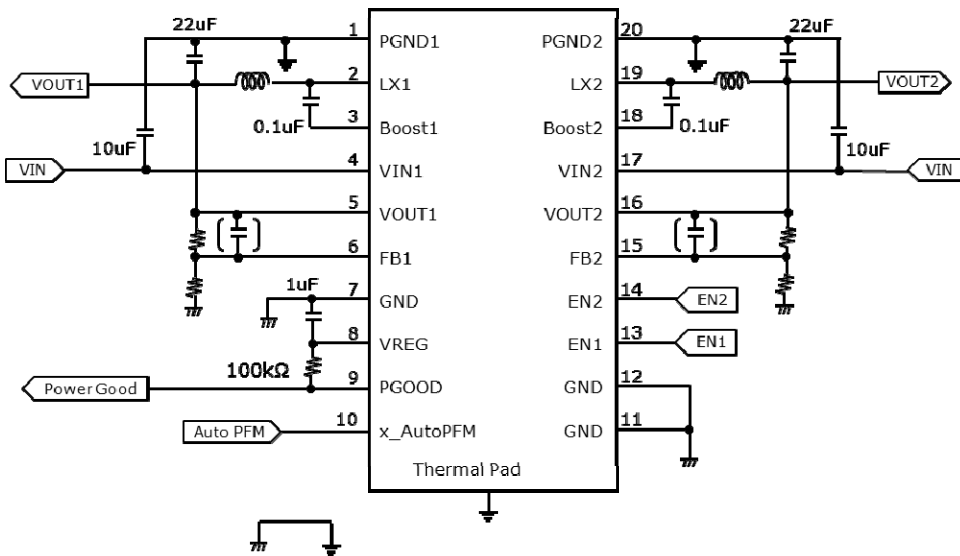 22uF
1
PGND1
PGND2
20
22uF
VOUT1
2
LX1
LX2
19
VOUT2
0.1uF
3
Boost1
Boost2
18
0.1uF
10uF
10uF
VIN
4
VIN1
VIN2
17
VIN
5
VOUT1
VOUT2
16
6
FB1
FB2
15
1uF
7
GND
EN2
14
EN2
8
VREG
EN1
13
EN1
100kΩ
Power Good
9
PGOOD
GND
12
Auto PFM
10
x_AutoPFM
GND
11
Thermal Pad